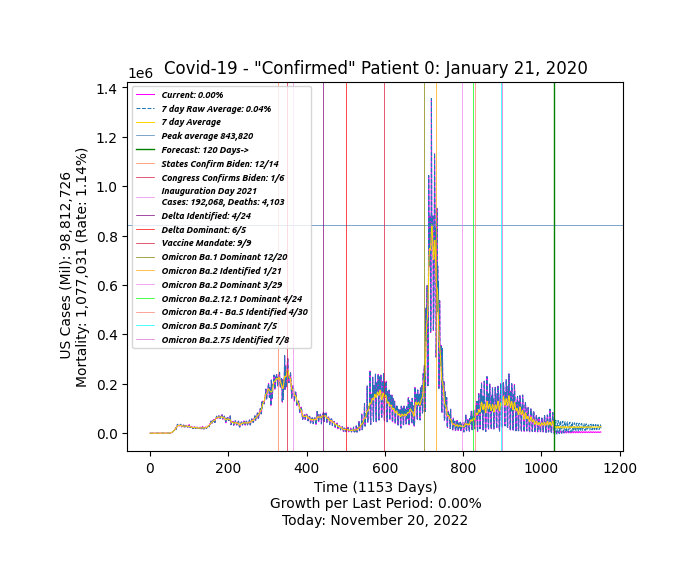 Covid-19 - "Confirmed" Patient 0: January 21, 2020
1e6
1.4
1.2
1.0
0.8
0.6
0.4
0.2
0.0
US Cases (Mil): 98,812,726
Mortality: 1,077,031 (Rate: 1.14%)
Current: 0.00%
7 day Raw Average: 0.04%
7 day Average
Peak average 843,820
Forecast: 120 Days->
States Confirm Biden: 12/14
Congress Confirms Biden: 1/6
Inauguration Day 2021
Cases: 192,068, Deaths: 4,103
Delta Identified: 4/24
Delta Dominant: 6/5
Vaccine Mandate: 9/9
Omicron Ba.1 Dominant 12/20
Omicron Ba.2 Identified 1/21
Omicron Ba.2 Dominant 3/29
Omicron Ba.2.12.1 Dominant 4/24
Omicron Ba.4 - Ba.5 Identified 4/30
Omicron Ba.5 Dominant 7/5
Omicron Ba.2.75 Identified 7/8
0 200 400 600 800 1000 1200
Time (1153 Days)
Growth per Last Period: 0.00%
Today: November 20, 2022